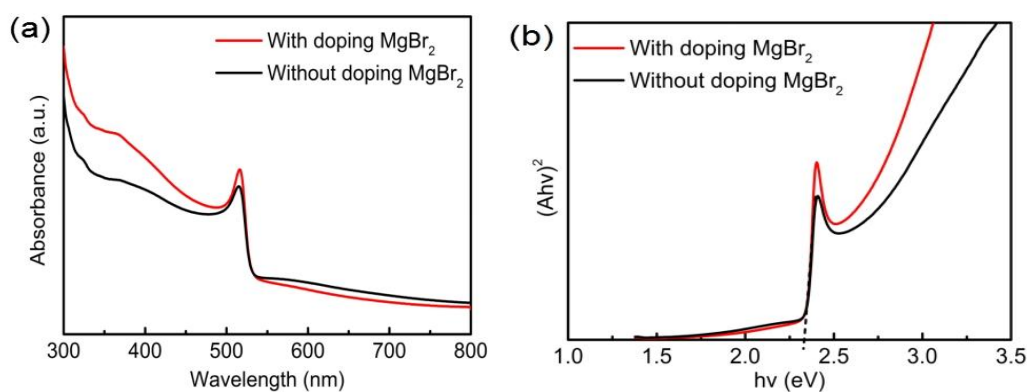 (a)
With doping MgBr₂
Without doping MgBr₂
Absorbance (a.u.)
300 400 500 600 700 800
Wavelength (nm)
(b)
With doping MgBr₂
Without doping MgBr₂
(Ahv)²
1.0 1.5 2.0 2.5 3.0 3.5
hv (eV)